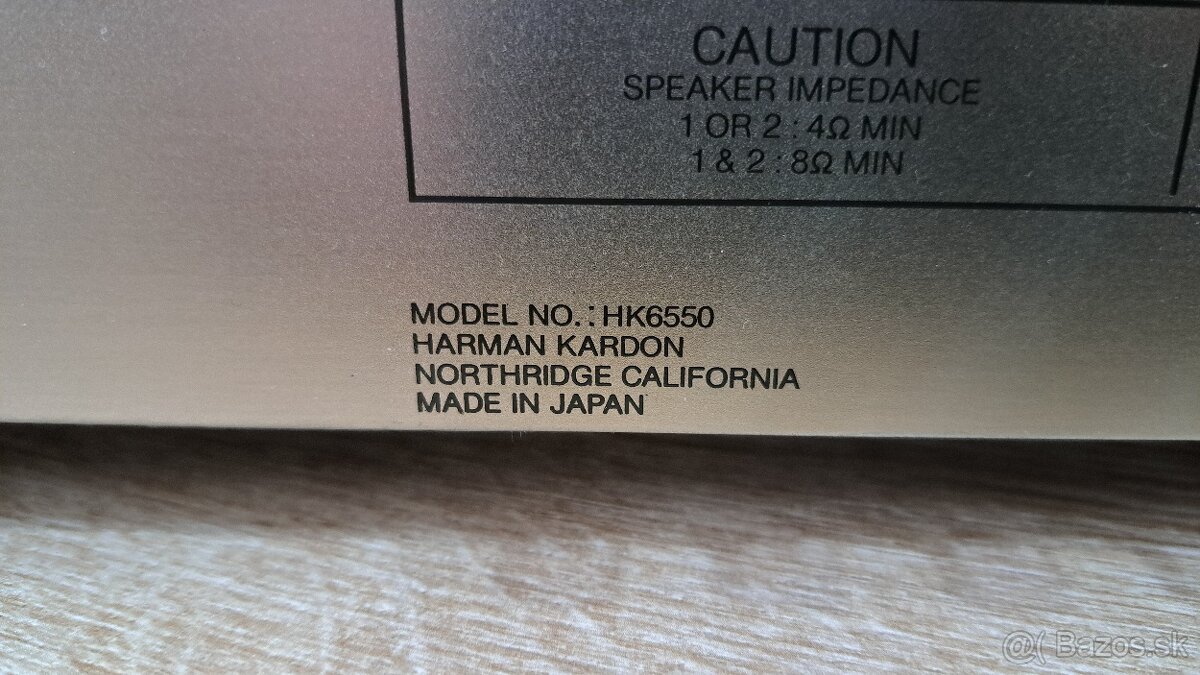 CAUTION
SPEAKER IMPEDANCE
1 OR 2 : 4Ω MIN
1 & 2 : 8Ω MIN
MODEL NO. : HK6550
HARMAN KARDON
NORTHRIDGE CALIFORNIA
MADE IN JAPAN
@( Bazos.sk